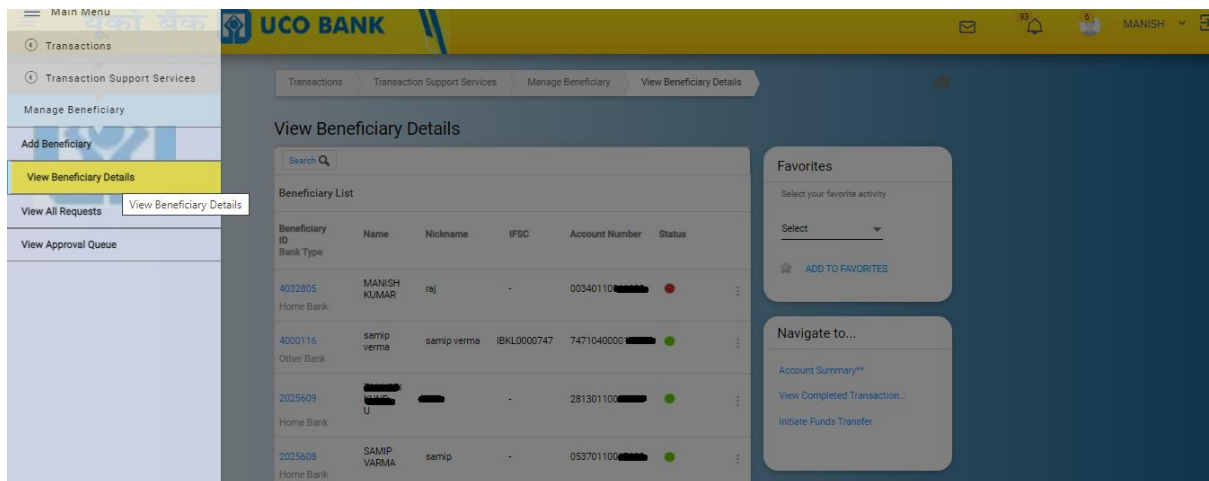 Main Menu
Transactions
Transaction Support Services
Manage Beneficiary
Add Beneficiary
View Beneficiary Details
View Beneficiary Details
View All Requests
View Approval Queue
यूको बैंक UCO BANK
93
6
MANISH
Transactions Transaction Support Services Manage Beneficiary View Beneficiary Details
View Beneficiary Details
Search
Beneficiary List
Beneficiary ID Bank Type Name Nickname IFSC Account Number Status
4032805 MANISH KUMAR raj - 00340110
Home Bank
4000116 samip verma samip verma IBKL0000747 7471040000
Other Bank
2025609 U - 281301100
Home Bank
2025608 SAMIP VARMA samip - 053701100
Home Bank
Favorites
Select your favorite activity
Select
ADD TO FAVORITES
Navigate to...
Account Summary**
View Completed Transaction...
Initiate Funds Transfer